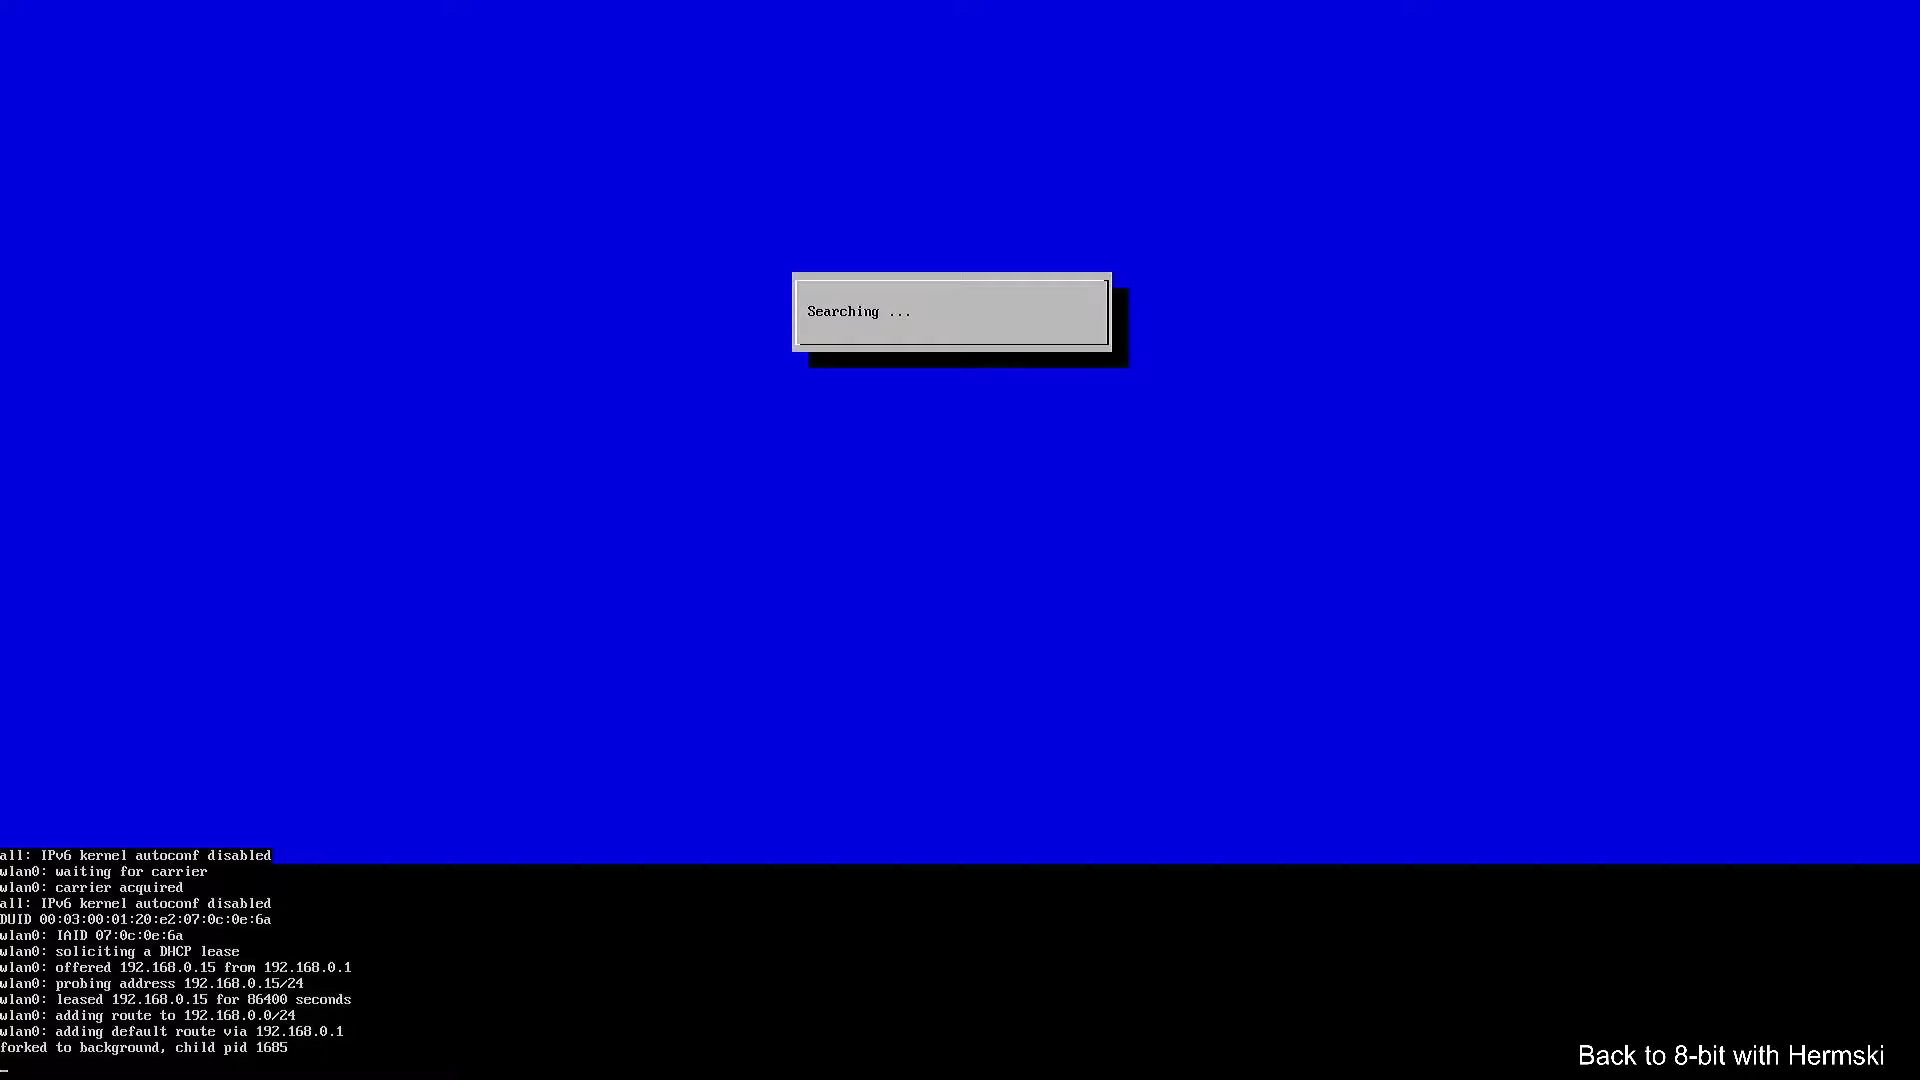 Searching ...
all: IPv6 kernel autoconf disabled
wlan0: waiting for carrier
wlan0: carrier acquired
all: IPv6 kernel autoconf disabled
DUID 00:03:00:01:20:e2:07:0c:0e:6a
wlan0: IAID 07:0c:0e:6a
wlan0: soliciting a DHCP lease
wlan0: offered 192.168.0.15 from 192.168.0.1
wlan0: probing address 192.168.0.15/24
wlan0: leased 192.168.0.15 for 86400 seconds
wlan0: adding route to 192.168.0.0/24
wlan0: adding default route via 192.168.0.1
forked to background, child pid 1685
Back to 8-bit with Hermski